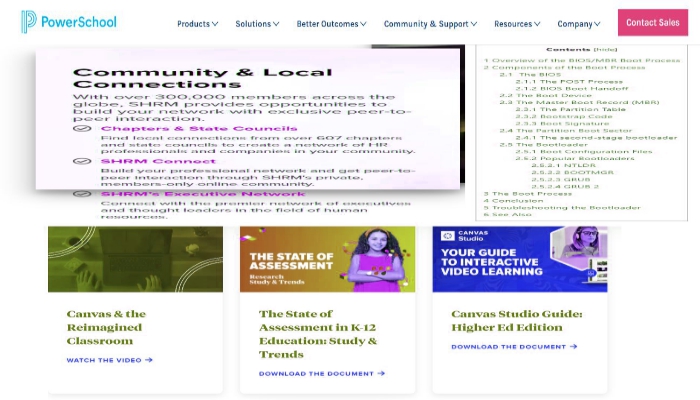 PowerSchool
Products
Solutions
Better Outcomes
Community & Support
Resources
Company
Contact Sales
Community & Local
Connections
With over 300,000 members across the
globe, SHRM provides opportunities to
build your network with exclusive peer-to-
peer interaction.
Chapters & State Councils
Find local connections from over 607 chapters
and state councils to create a network of HR
professionals and companies in your community.
SHRM Connect
Build your professional network and get peer-to-
peer interaction through SHRM's private,
members-only online community.
SHRM's Executive Network
Connect with the premier network of executives
and thought leaders in the field of human
resources.
Contents [hide]
1 Overview of the BIOS/MBR Boot Process
2 Components of the Boot Process
2.1 The BIOS
2.1.1 The POST Process
2.1.2 BIOS Boot Handoff
2.2 The Boot Device
2.3 The Master Boot Record (MBR)
2.3.1 The Partition Table
2.3.2 Bootstrap Code
2.3.3 Boot Signature
2.4 The Partition Boot Sector
2.4.1 The second-stage bootloader
2.5 The Bootloader
2.5.1 Boot Configuration Files
2.5.2 Popular Bootloaders
2.5.2.1 NTLDR
2.5.2.2 BOOTMGR
2.5.2.3 GRUB
2.5.2.4 GRUB 2
3 The Boot Process
4 Conclusion
5 Troubleshooting the Bootloader
6 See Also
THE STATE OF
ASSESSMENT
Research
Study & Trends
CANVAS
Studio
YOUR GUIDE
TO INTERACTIVE
VIDEO LEARNING
Canvas & the
Reimagined
Classroom
WATCH THE VIDEO
The State of
Assessment in K-12
Education: Study &
Trends
DOWNLOAD THE DOCUMENT
Canvas Studio Guide:
Higher Ed Edition
DOWNLOAD THE DOCUMENT